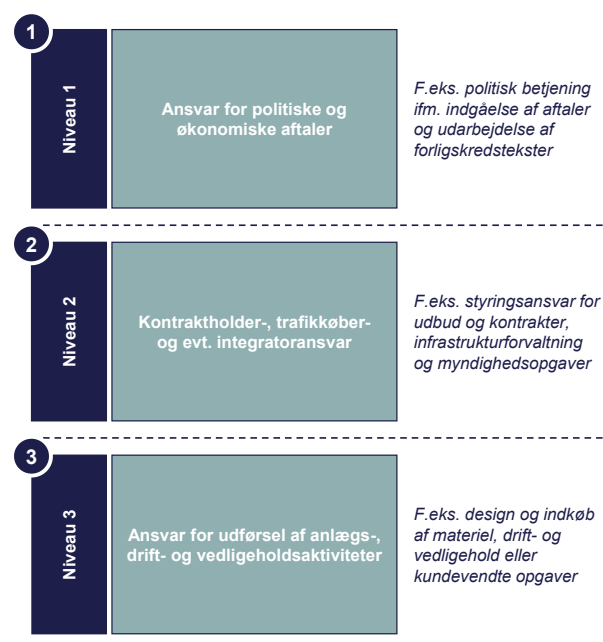 1
Niveau 1
Ansvar for politiske og
økonomiske aftaler
F.eks. politisk betjening
ifm. indgåelse af aftaler
og udarbejdelse af
forligskredstekster
2
Niveau 2
Kontraktholder-, trafikkøber-
og evt. integratoransvar
F.eks. styringsansvar for
udbud og kontrakter,
infrastrukturforvaltning
og myndighedsopgaver
3
Niveau 3
Ansvar for udførsel af anlægs-,
drift- og vedligeholdsaktiviteter
F.eks. design og indkøb
af materiel, drift- og
vedligehold eller
kundevendte opgaver